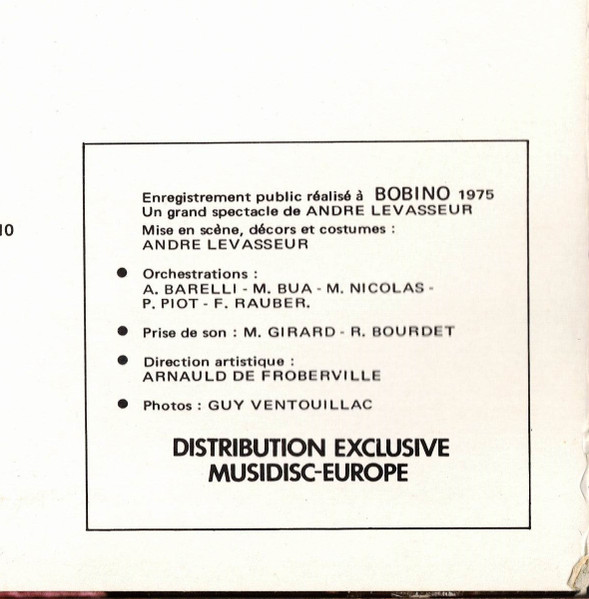 Enregistrement public réalisé à BOBINO 1975
Un grand spectacle de ANDRE LEVASSEUR
Mise en scène, décors et costumes :
ANDRE LEVASSEUR
● Orchestrations :
A. BARELLI - M. BUA - M. NICOLAS -
P. PIOT - F. RAUBER.
● Prise de son : M. GIRARD - R. BOURDET
● Direction artistique :
ARNAULD DE FROBERVILLE
● Photos : GUY VENTOUILLAC
DISTRIBUTION EXCLUSIVE
MUSIDISC-EUROPE